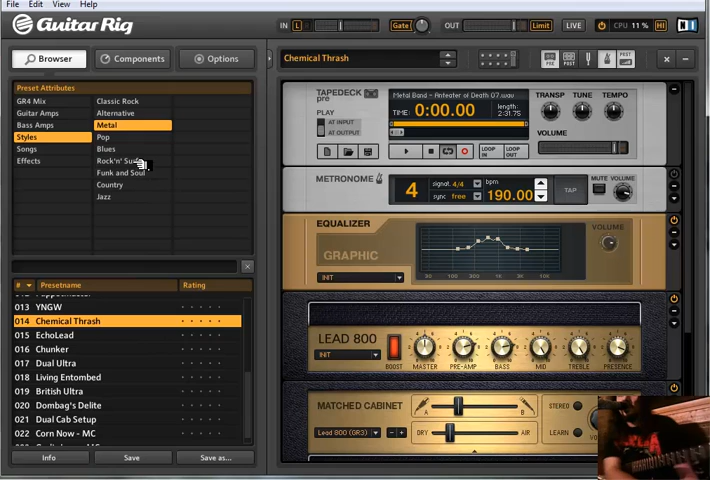 File Edit View Help
Guitar Rig
IN L Gate OUT Limit LIVE CPU 11 % HI
Browser Components Options
Chemical Thrash
PRE POST
Preset Attributes
GR4 Mix Classic Rock
Guitar Amps Alternative
Bass Amps Metal
Styles Pop
Songs Blues
Effects Rock'n' Surf
Funk and Soul
Country
Jazz
# Presetname Rating
013 YNGW
014 Chemical Thrash
015 EchoLead
016 Chunker
017 Dual Ultra
018 Living Entombed
019 British Ultra
020 Dombag's Delite
021 Dual Cab Setup
022 Corn Now - MC
Info Save Save as...
TAPEDECK
pre
PLAY
AT INPUT
AT OUTPUT
Metal Band - Anteater of Death 07.wav
TIME: 0:00.00 length:
2:31.75
LOOP IN LOOP OUT
TRANSP TUNE TEMPO
VOLUME
METRONOME
4 signat. 4/4 bpm
sync free 190.00
TAP MUTE VOLUME
EQUALIZER
GRAPHIC
INIT
VOLUME
LEAD 800
INIT
BOOST MASTER PRE-AMP BASS MID TREBLE PRESENCE
MATCHED CABINET
A B
STEREO
Lead 800 (GR3)
DRY AIR
LEARN